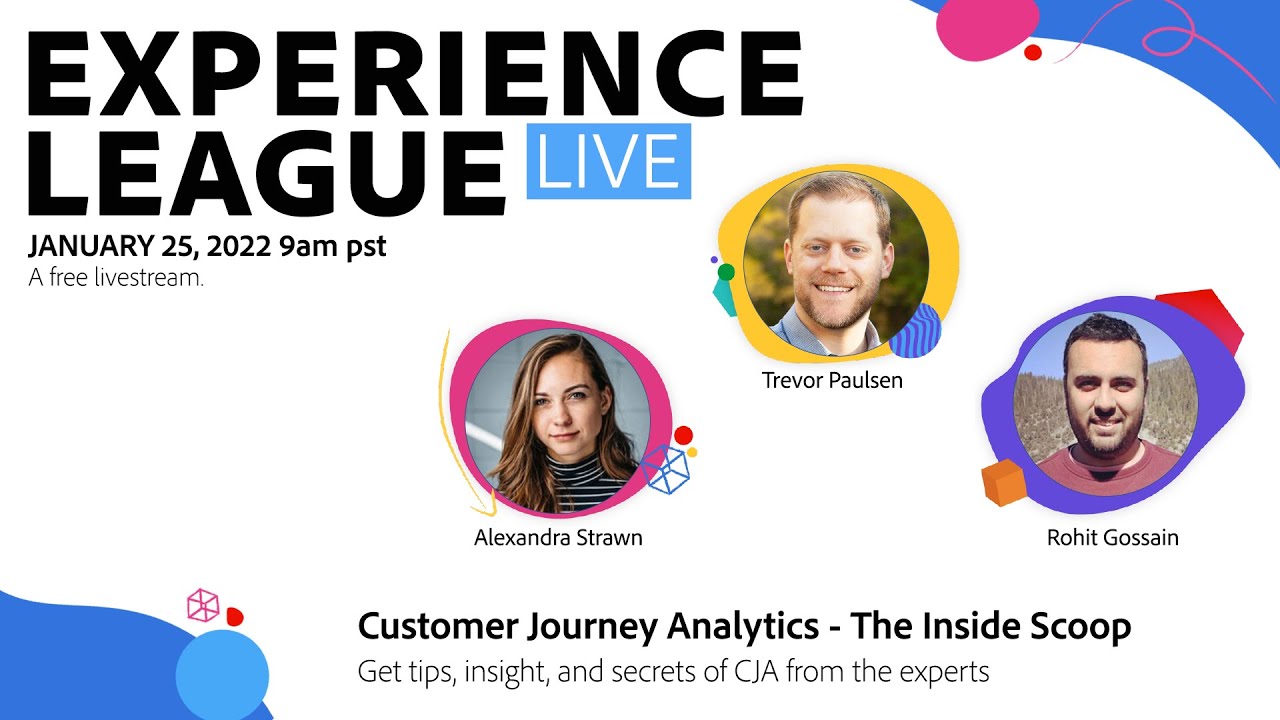 EXPERIENCE
LEAGUE LIVE
JANUARY 25, 2022 9am pst
A free livestream.
Trevor Paulsen
Alexandra Strawn
Rohit Gossain
Customer Journey Analytics - The Inside Scoop
Get tips, insight, and secrets of CJA from the experts